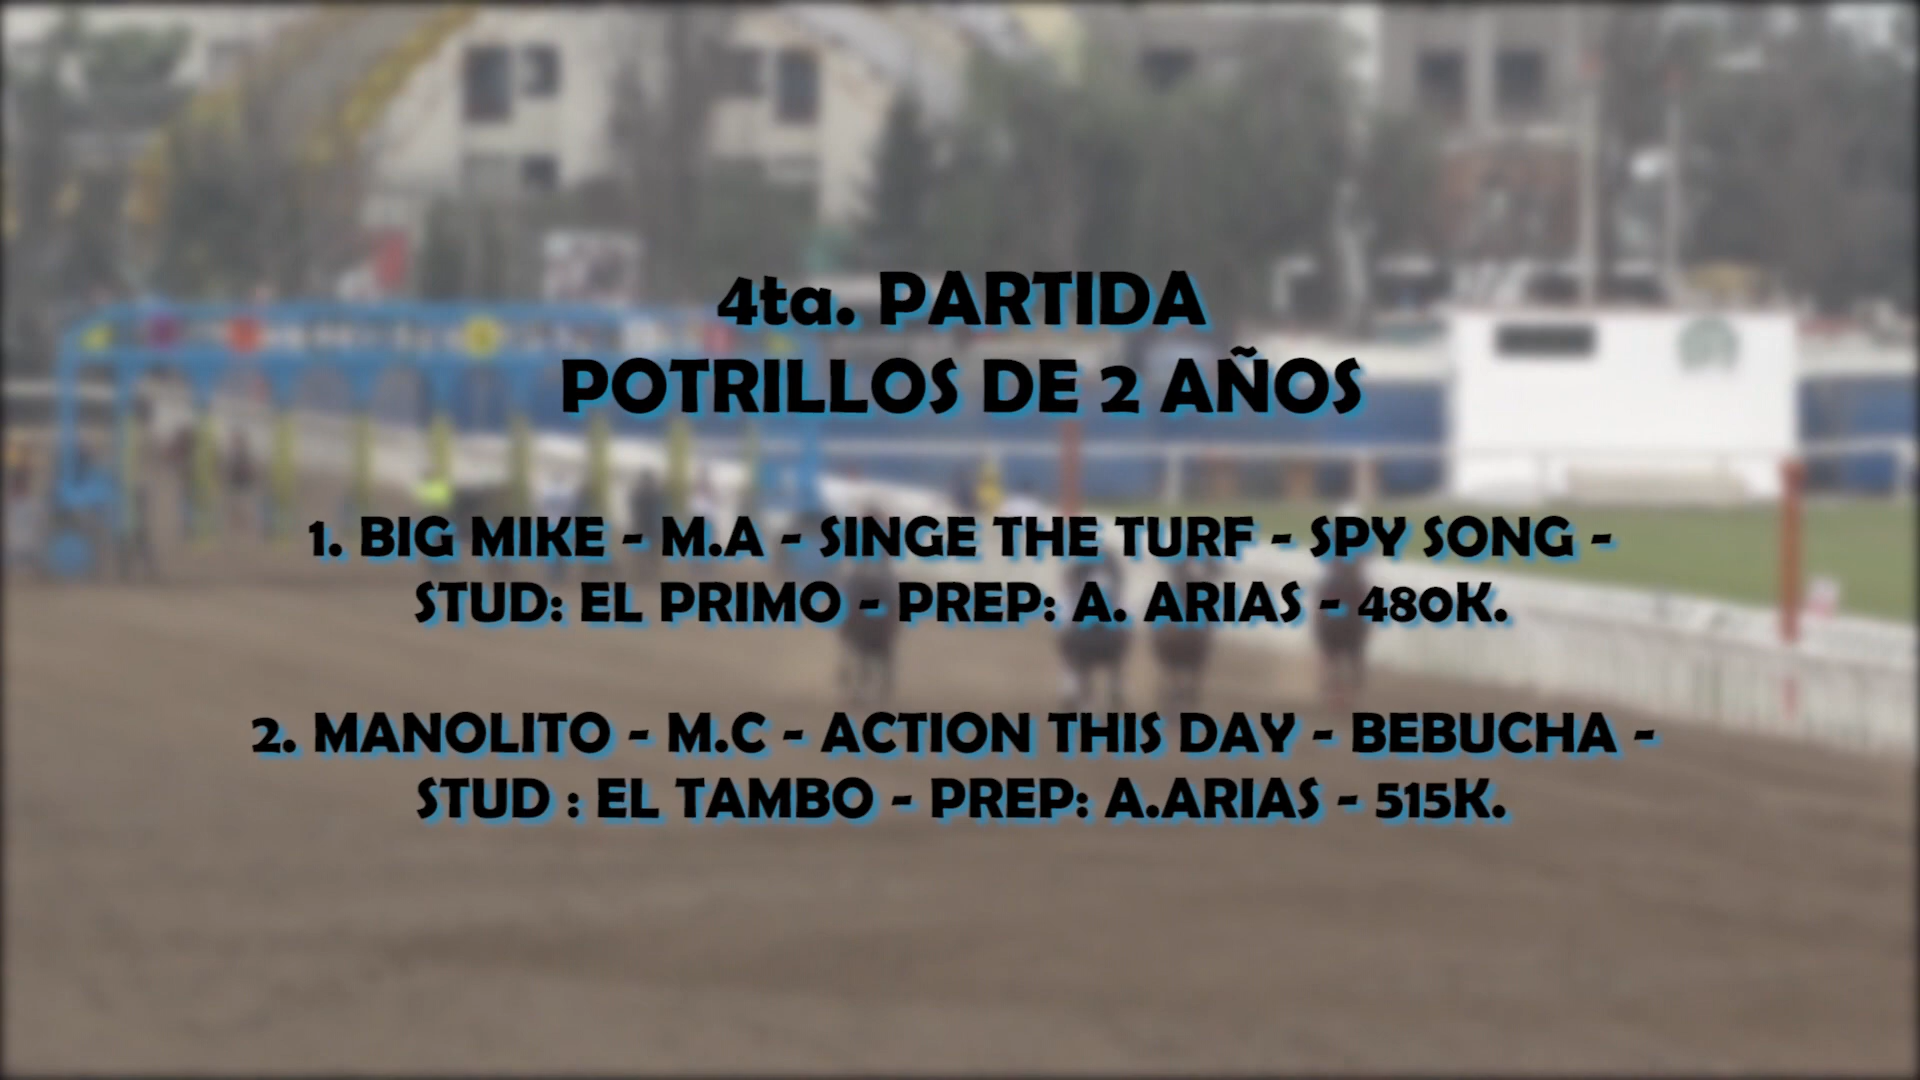 4ta. PARTIDA
POTRILLOS DE 2 AÑOS
1. BIG MIKE - M.A - SINGE THE TURF - SPY SONG -
STUD: EL PRIMO - PREP: A. ARIAS - 480K.
2. MANOLITO - M.C - ACTION THIS DAY - BEBUCHA -
STUD : EL TAMBO - PREP: A.ARIAS - 515K.